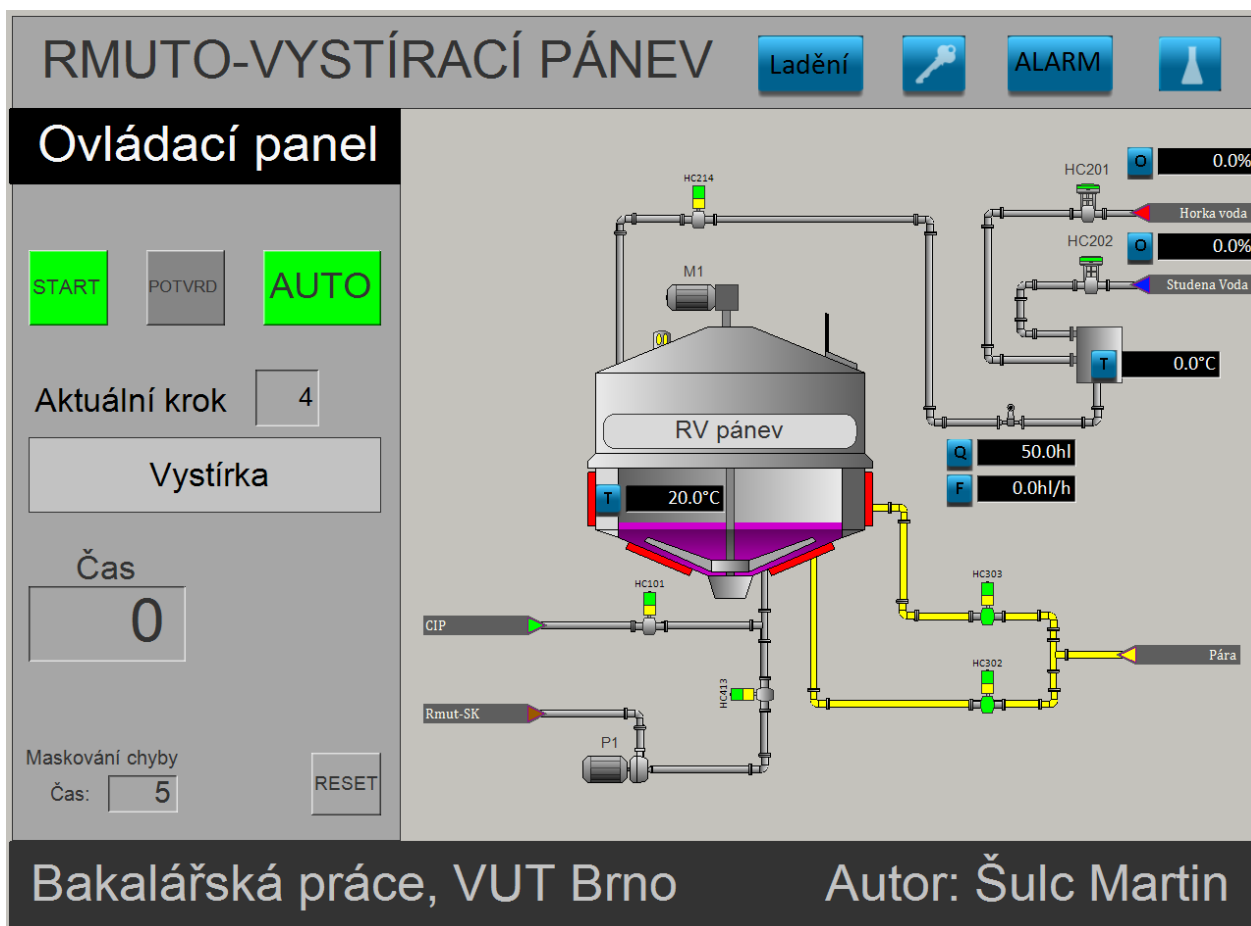 RMUTO-VYSTÍRACÍ PÁNEV
Ladění
ALARM
Ovládací panel
START
POTVRD
AUTO
Aktuální krok
4
Vystírka
Čas
0
Maskování chyby
Čas:
5
RESET
HC214
M1
HC201
O
0.0%
Horka voda
HC202
O
0.0%
Studena Voda
T
0.0°C
RV pánev
Q
50.0hl
F
0.0hl/h
T
20.0°C
HC101
CIP
HC303
Pára
HC302
HC413
Rmut-SK
P1
Bakalářská práce, VUT Brno
Autor: Šulc Martin